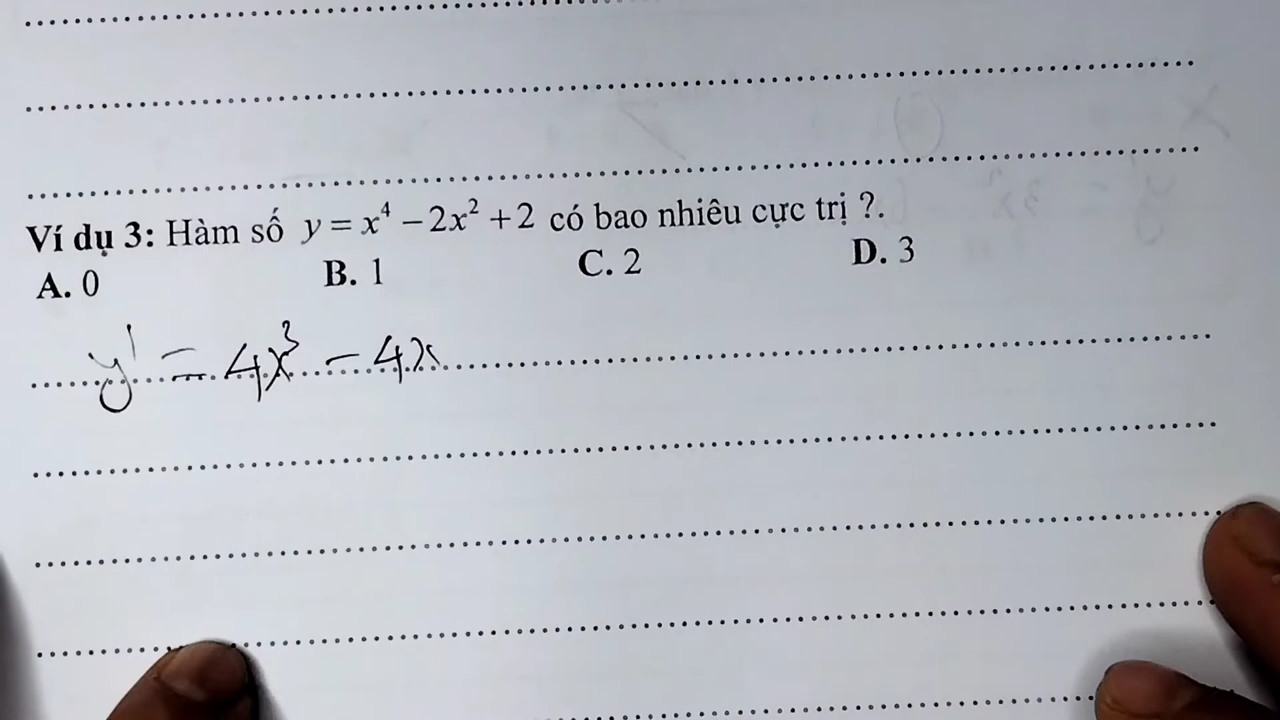 Ví dụ 3: Hàm số y = x⁴ − 2x² + 2 có bao nhiêu cực trị ?.
A. 0 B. 1 C. 2 D. 3
y' = 4x³ − 4x